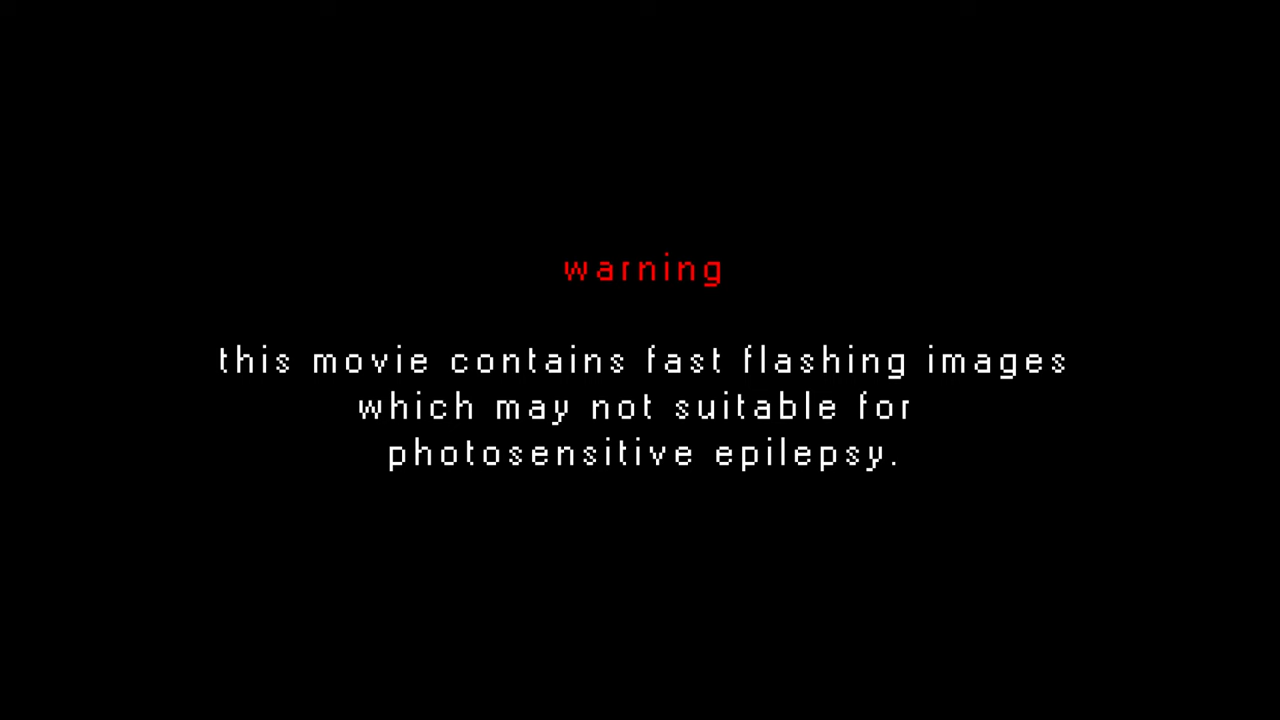 warning
this movie contains fast flashing images
which may not suitable for
photosensitive epilepsy.